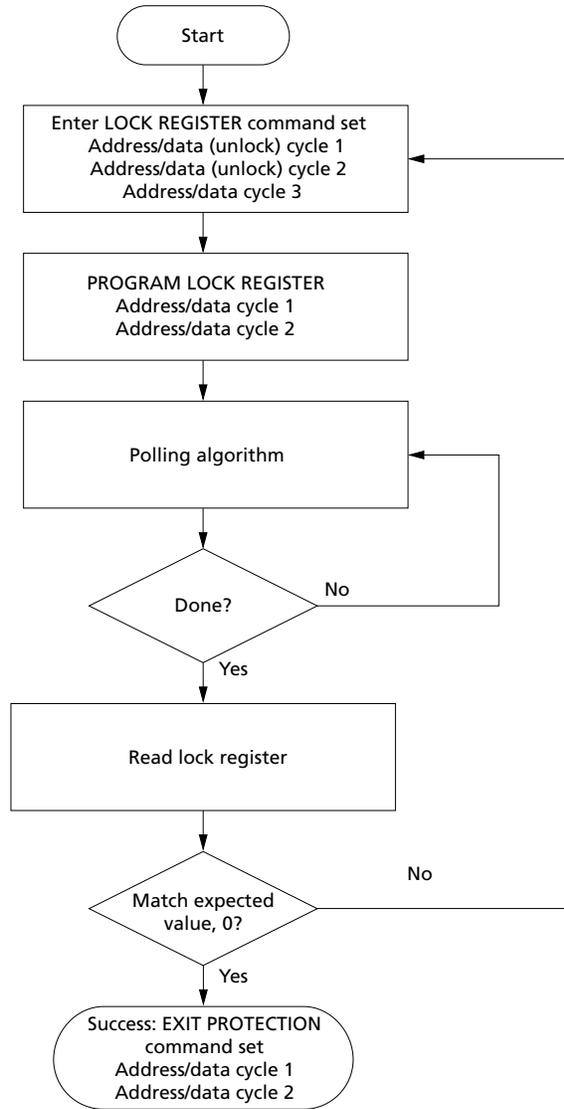 Start
Enter LOCK REGISTER command set
Address/data (unlock) cycle 1
Address/data (unlock) cycle 2
Address/data cycle 3
PROGRAM LOCK REGISTER
Address/data cycle 1
Address/data cycle 2
Polling algorithm
Done?
No
Yes
Read lock register
Match expected
value, 0?
No
Yes
Success: EXIT PROTECTION
command set
Address/data cycle 1
Address/data cycle 2